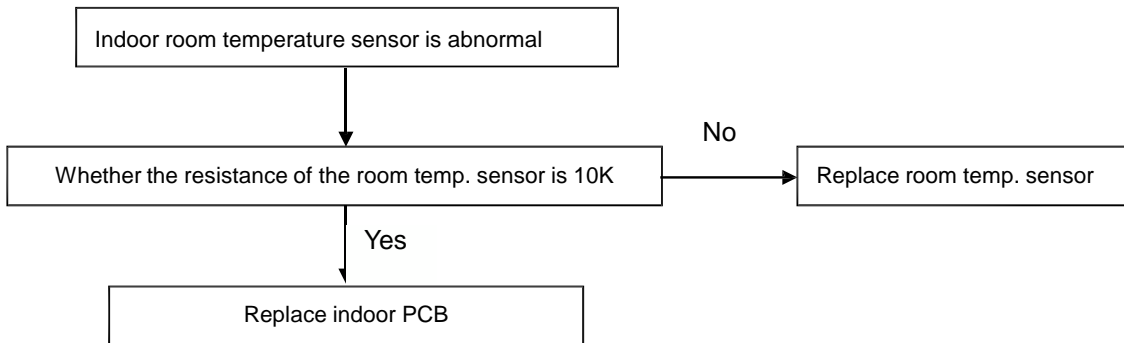 Indoor room temperature sensor is abnormal
No
Whether the resistance of the room temp. sensor is 10K
Replace room temp. sensor
Yes
Replace indoor PCB